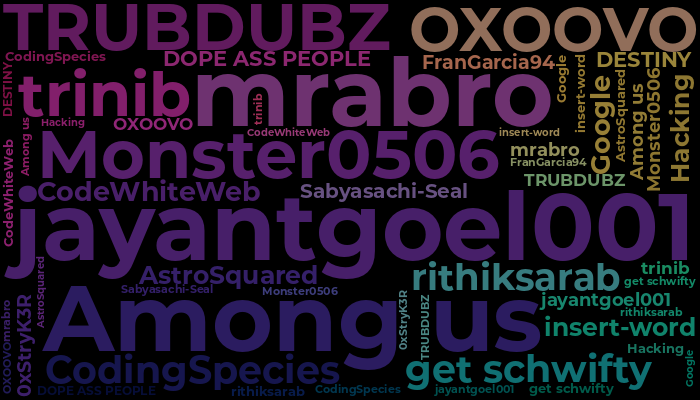 TRUBDUBZ
OXOOVO
CodingSpecies
DOPE ASS PEOPLE
FranGarcia94
DESTINY
DESTINY
trinib
mrabro
trinib
Google
insert-word
Google
AstroSquared
Among us
Monster0506
Hacking
Hacking
OXOOVO
CodeWhiteWeb
insert-word
Among us
Monster0506
mrabro
FranGarcia94
CodeWhiteWeb
TRUBDUBZ
CodeWhiteWeb
Sabyasachi-Seal
jayantgoel001
AstroSquared
rithiksarab
trinib
get schwifty
AstroSquared
Sabyasachi-Seal
Monster0506
Among us
0xStryK3R
TRUBDUBZ
jayantgoel001
rithiksarab
insert-word
mrabro
OXOOVO
0xStryK3R
Hacking
Google
CodingSpecies
get schwifty
DOPE ASS PEOPLE
rithiksarab
CodingSpecies
jayantgoel001
get schwifty